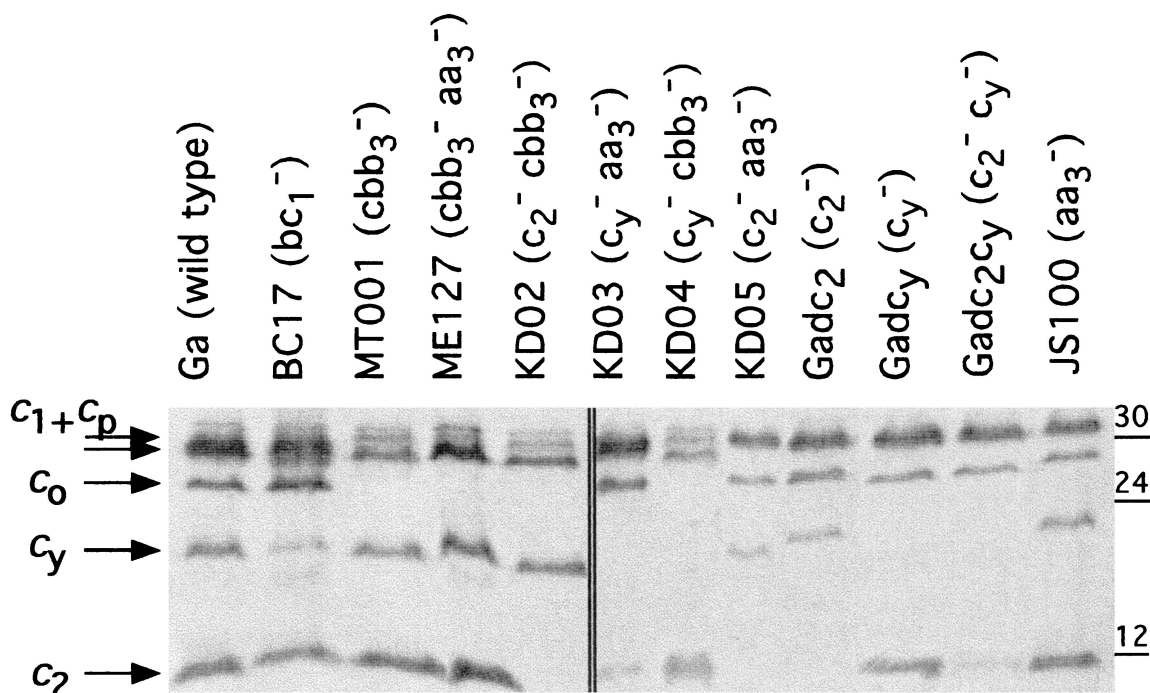 Ga (wild type)
BC17 (bc1-)
MT001 (cbb3-)
ME127 (cbb3- aa3-)
KD02 (c2- cbb3-)
KD03 (cy- aa3-)
KD04 (cy- cbb3-)
KD05 (c2- aa3-)
Gadc2 (c2-)
Gadcy (cy-)
Gadc2cy (c2- cy-)
JS100 (aa3-)
c1+cp
co
cy
c2
30
24
12